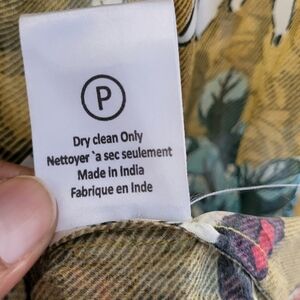 P
Dry clean Only
Nettoyer `a sec seulement
Made in India
Fabrique en Inde